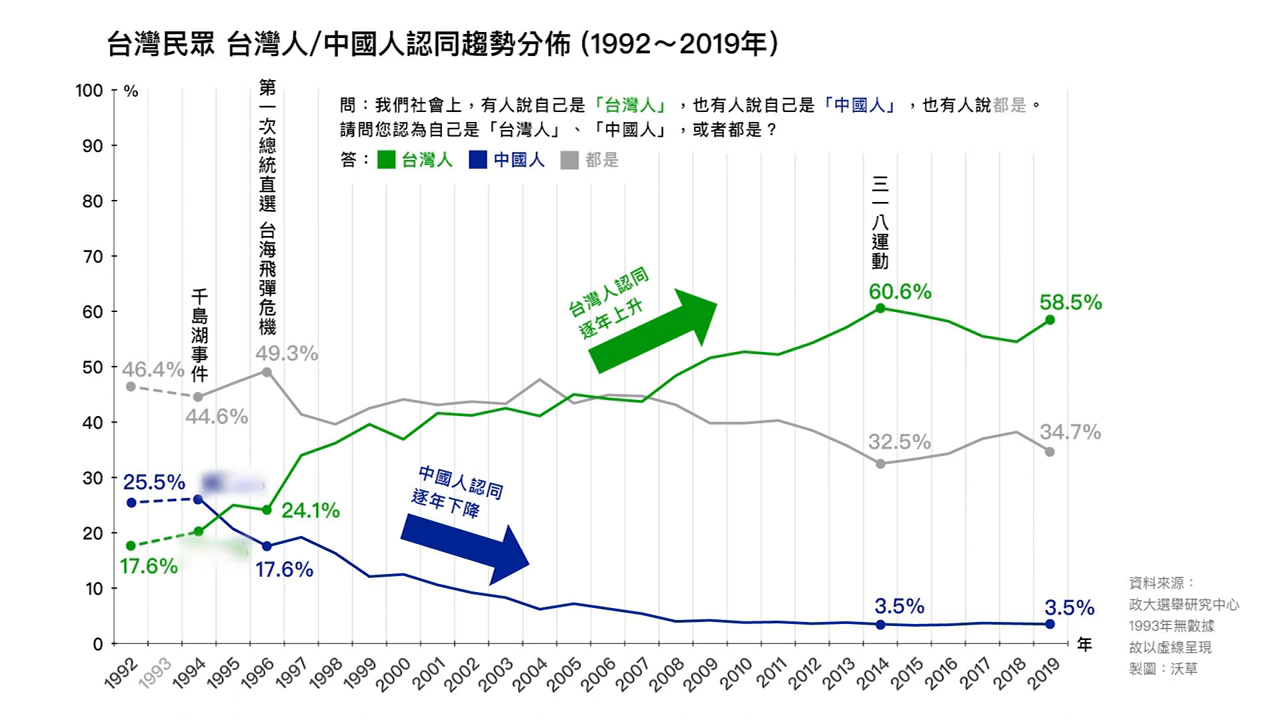 台灣民眾 台灣人/中國人認同趨勢分佈 (1992～2019年)
100 %
90
80
70
60
50
40
30
20
10
0
問：我們社會上，有人說自己是「台灣人」，也有人說自己是「中國人」，也有人說都是。
請問您認為自己是「台灣人」、「中國人」，或者都是？
答： 台灣人 中國人 都是
千島湖事件
第一次總統直選 台海飛彈危機
三一八運動
台灣人認同
逐年上升
中國人認同
逐年下降
46.4%
44.6%
49.3%
32.5%
34.7%
25.5%
17.6%
3.5%
3.5%
17.6%
24.1%
60.6%
58.5%
1992 1993 1994 1995 1996 1997 1998 1999 2000 2001 2002 2003 2004 2005 2006 2007 2008 2009 2010 2011 2012 2013 2014 2015 2016 2017 2018 2019 年
資料來源：
政大選舉研究中心
1993年無數據
故以虛線呈現
製圖：沃草